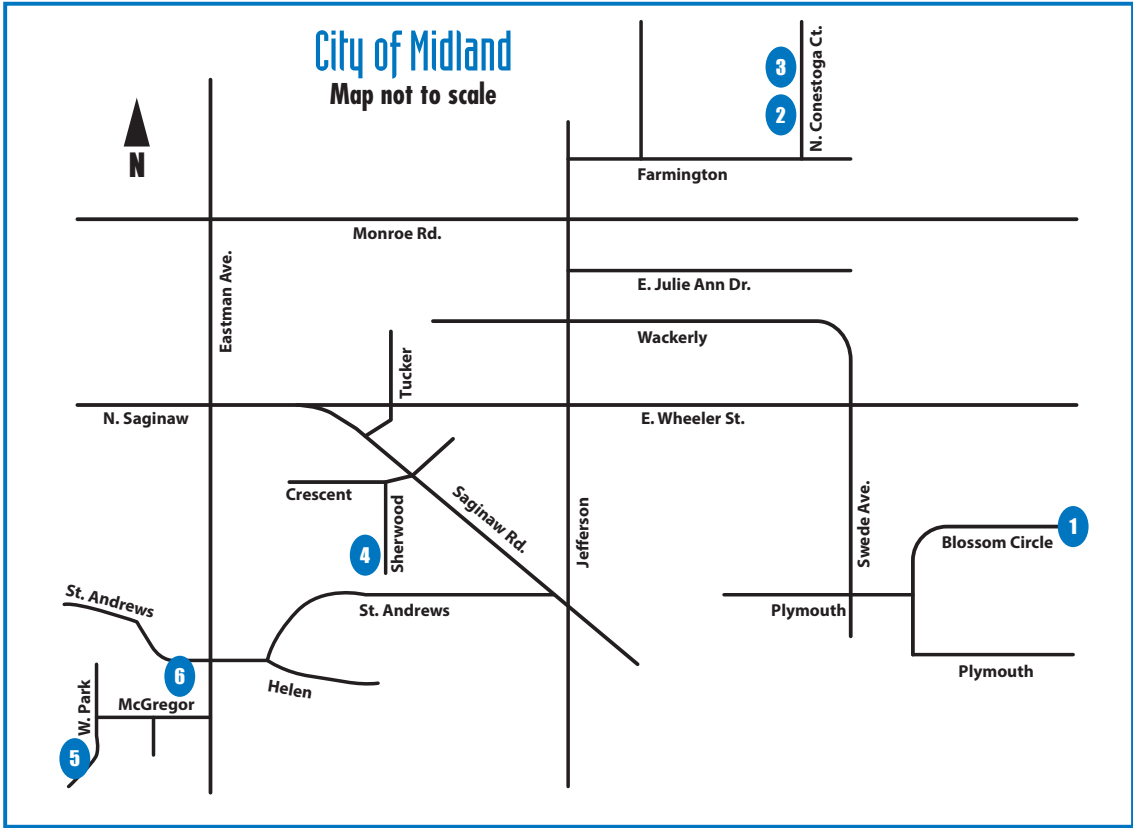 City of Midland
Map not to scale
N
3
2
N. Conestoga Ct.
Farmington
Monroe Rd.
Eastman Ave.
E. Julie Ann Dr.
Wackerly
Tucker
N. Saginaw
E. Wheeler St.
Crescent
Sherwood
Saginaw Rd.
Jefferson
Swede Ave.
1
Blossom Circle
4
St. Andrews
St. Andrews
Plymouth
Plymouth
6
Helen
W. Park
McGregor
5